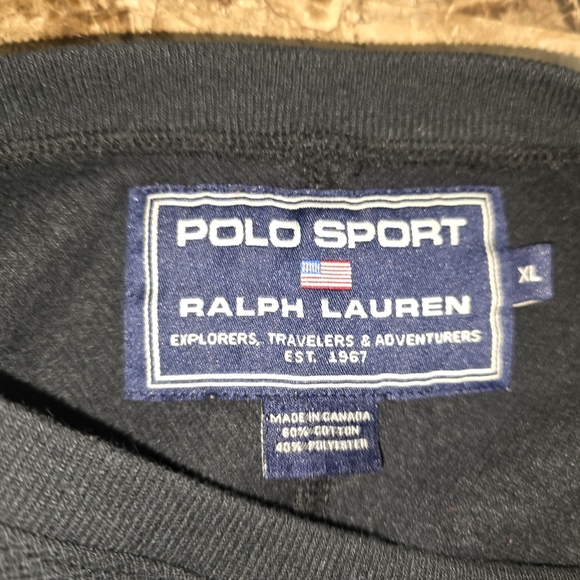 POLO SPORT
RALPH LAUREN
EXPLORERS, TRAVELERS & ADVENTURERS
EST. 1967
XL
MADE IN CANADA
60% COTTON
40% POLYESTER